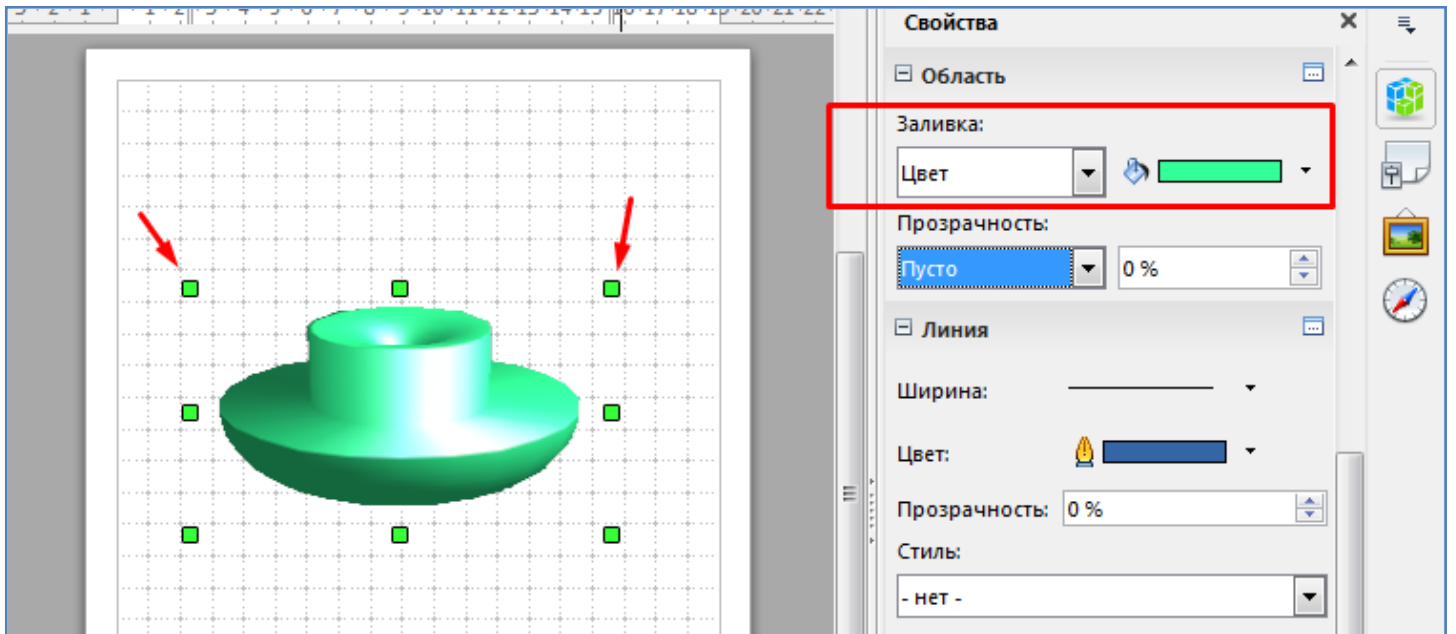 Свойства
Область
Заливка:
Цвет
Прозрачность:
Пусто 0 %
Линия
Ширина:
Цвет:
Прозрачность: 0 %
Стиль:
- нет -